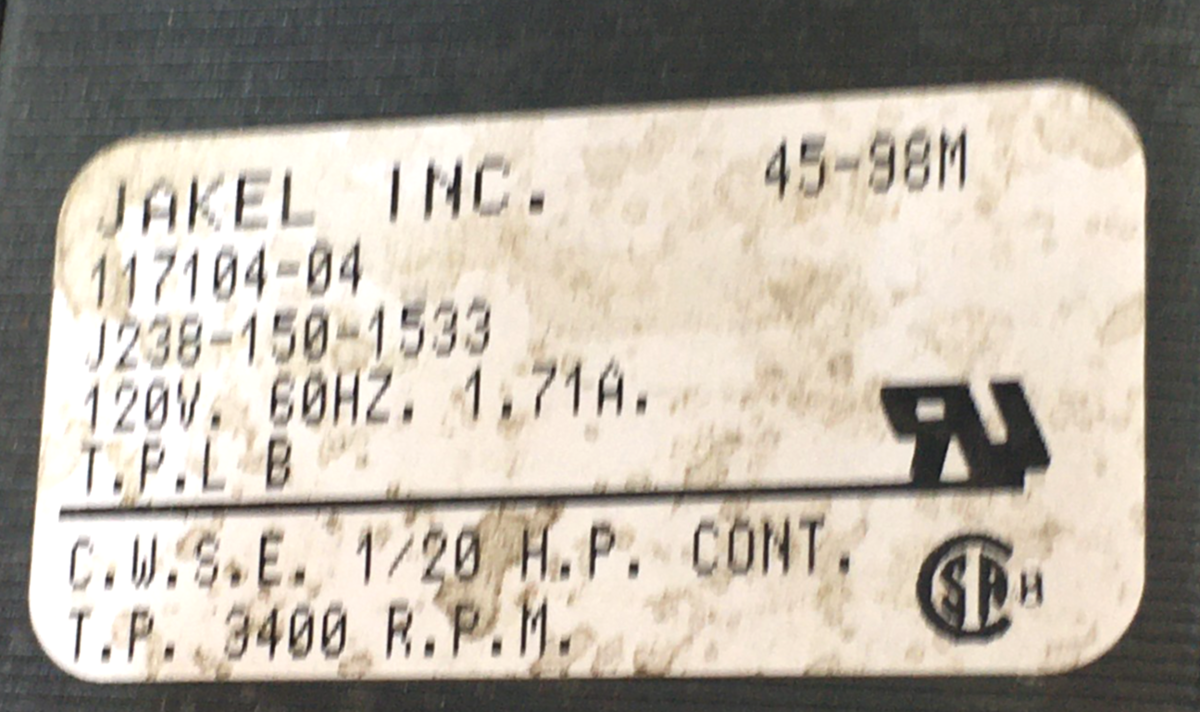 JAKEL INC. 45-98M
117104-04
J238-150-1533
120V. 60HZ. 1.71A.
T.P.L B
C.W.S.E. 1/20 H.P. CONT.
T.P. 3400 R.P.M.